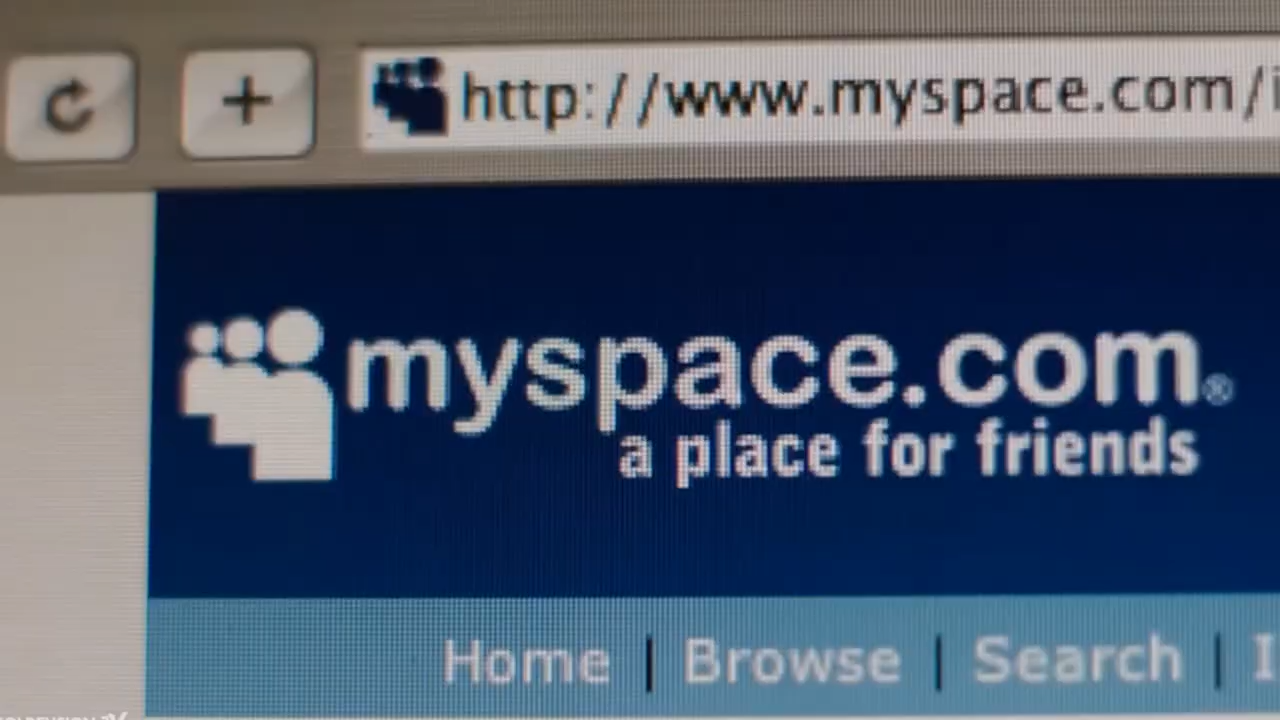 http://www.myspace.com/
myspace.com®
a place for friends
Home | Browse | Search |